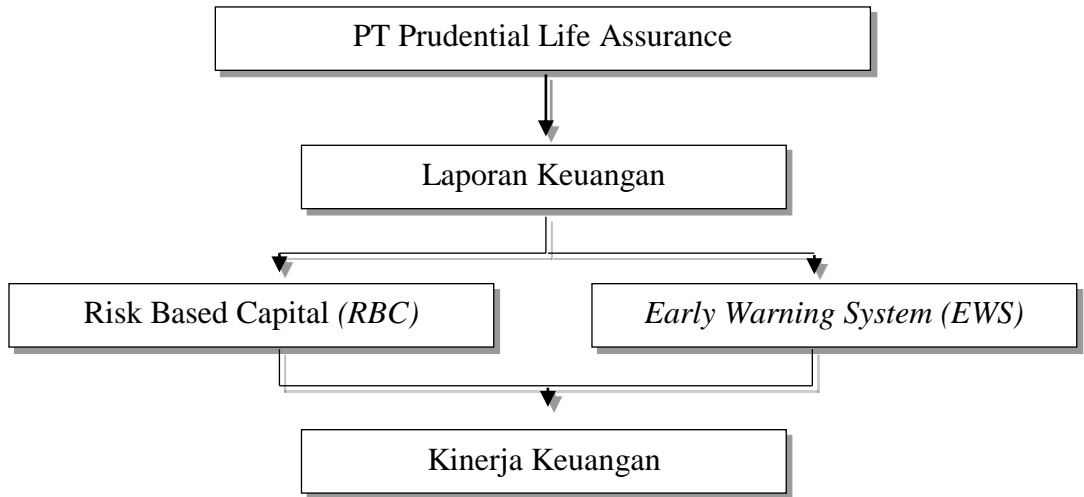 PT Prudential Life Assurance
Laporan Keuangan
Risk Based Capital (RBC)
Early Warning System (EWS)
Kinerja Keuangan